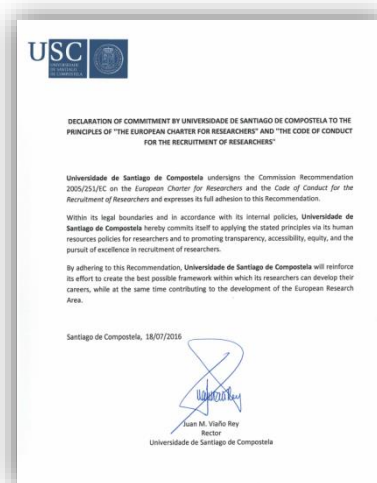 USC
UNIVERSIDADE
DE SANTIAGO
DE COMPOSTELA
DECLARATION OF COMMITMENT BY UNIVERSIDADE DE SANTIAGO DE COMPOSTELA TO THE
PRINCIPLES OF "THE EUROPEAN CHARTER FOR RESEARCHERS" AND "THE CODE OF CONDUCT
FOR THE RECRUITMENT OF RESEARCHERS"
Universidade de Santiago de Compostela undersigns the Commission Recommendation
2005/251/EC on the European Charter for Researchers and the Code of Conduct for the
Recruitment of Researchers and expresses its full adhesion to this Recommendation.
Within its legal boundaries and in accordance with its internal policies, Universidade de
Santiago de Compostela hereby commits itself to applying the stated principles via its human
resources policies for researchers and to promoting transparency, accessibility, equity, and the
pursuit of excellence in recruitment of researchers.
By adhering to this Recommendation, Universidade de Santiago de Compostela will reinforce
its effort to create the best possible framework within which its researchers can develop their
careers, while at the same time contributing to the development of the European Research
Area.
Santiago de Compostela, 18/07/2016
Juan M. Viaño Rey
Rector
Universidade de Santiago de Compostela